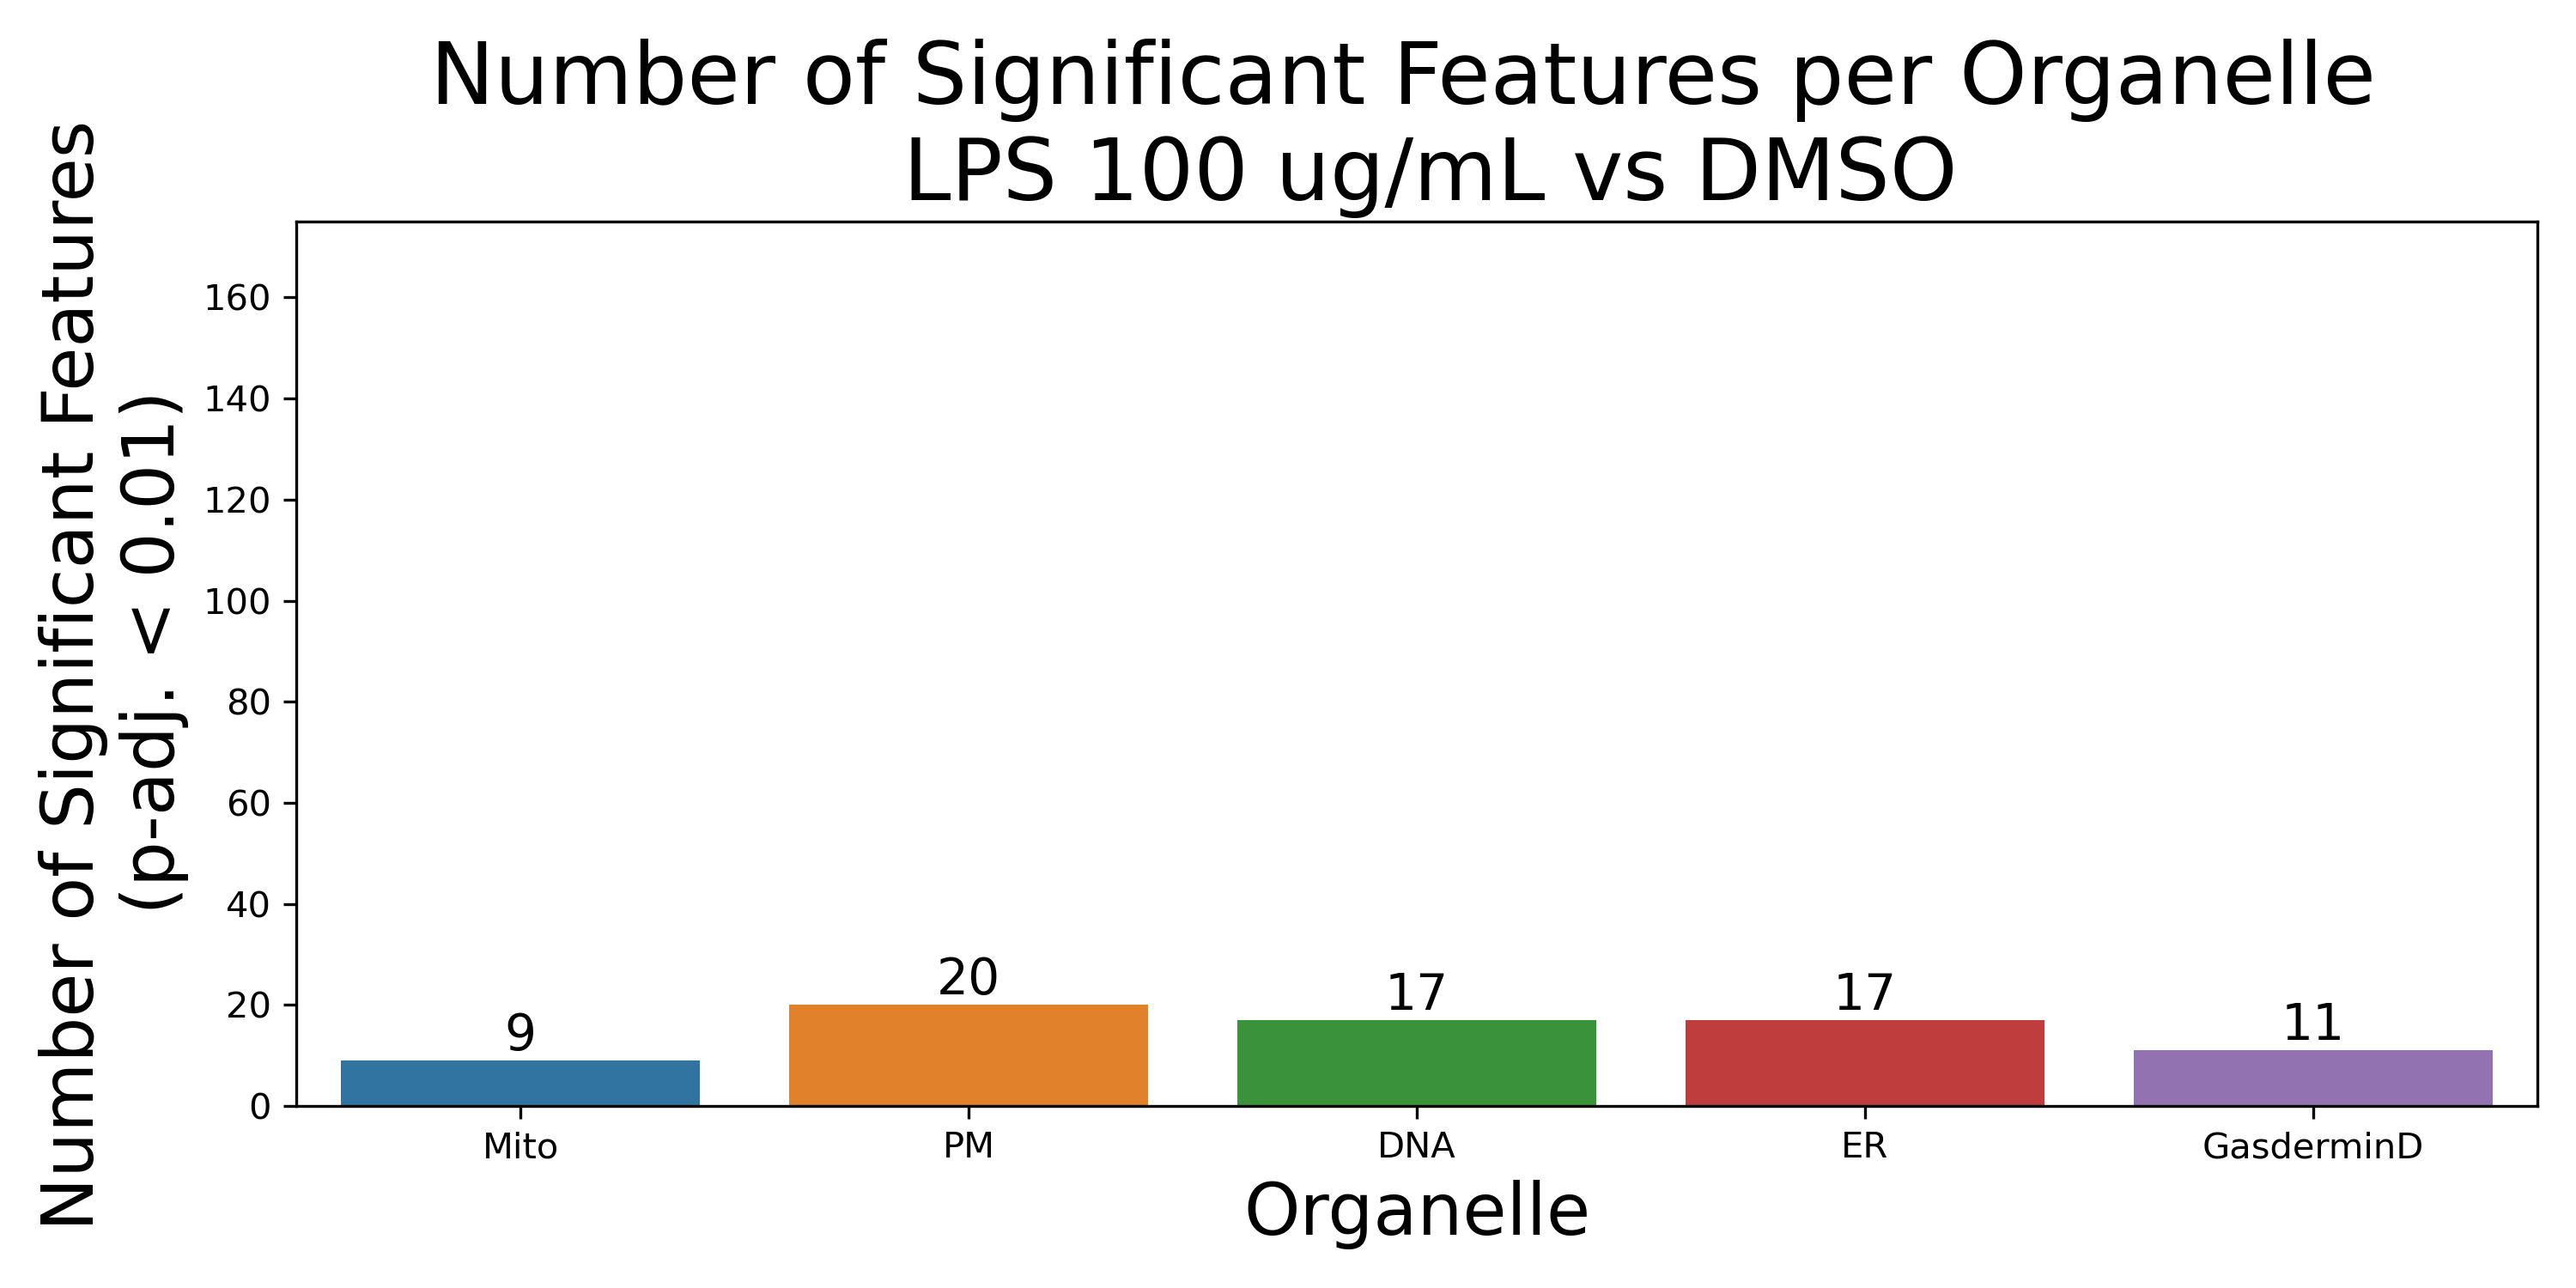 Number of Significant Features per Organelle
LPS 100 ug/mL vs DMSO
Number of Significant Features
(p-adj. < 0.01)
160
140
120
100
80
60
40
20
0
9
20
17
17
11
Mito
PM
DNA
ER
GasderminD
Organelle